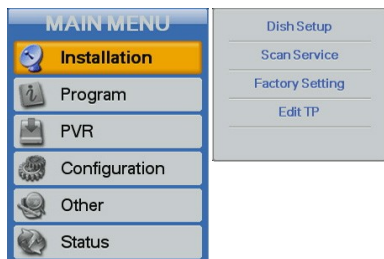 MAIN MENU
Installation
Program
PVR
Configuration
Other
Status
Dish Setup
Scan Service
Factory Setting
Edit TP